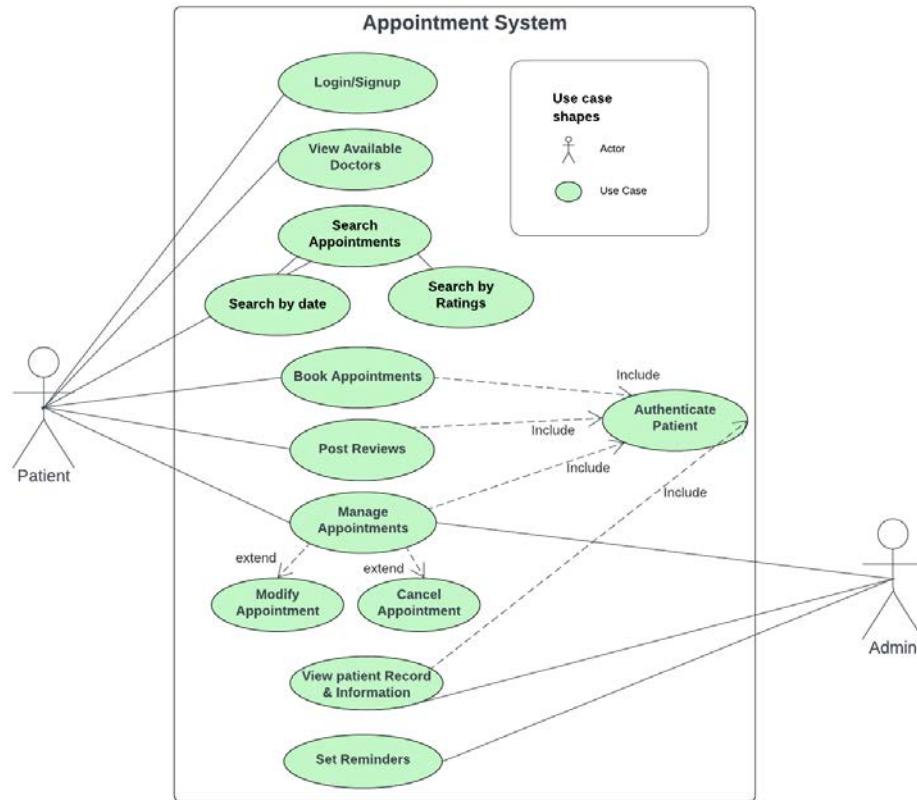 Appointment System
Login/Signup
Use case
shapes
Actor
Use Case
View Available
Doctors
Search
Appointments
Search by date
Search by
Ratings
Book Appointments
Include
Authenticate
Patient
Post Reviews
Include
Include
Patient
Include
Manage
Appointments
extend
extend
Modify
Appointment
Cancel
Appointment
Admin
View patient Record
& Information
Set Reminders